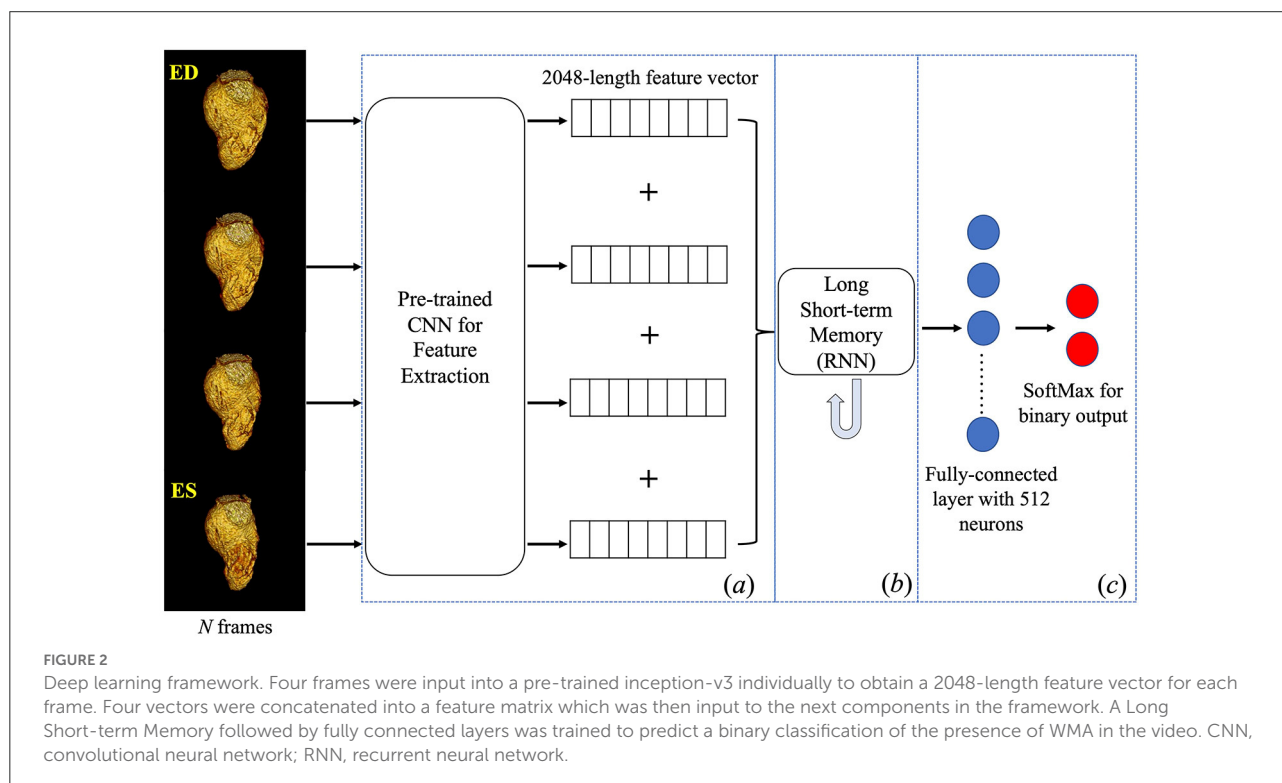 ED
2048-length feature vector
+
Pre-trained
CNN for
Feature
Extraction
+
Long
Short-term
Memory
(RNN)
SoftMax for
binary output
Fully-connected
layer with 512
neurons
ES
+
(a)
(b)
(c)
N frames
FIGURE 2
Deep learning framework. Four frames were input into a pre-trained inception-v3 individually to obtain a 2048-length feature vector for each
frame. Four vectors were concatenated into a feature matrix which was then input to the next components in the framework. A Long
Short-term Memory followed by fully connected layers was trained to predict a binary classification of the presence of WMA in the video. CNN,
convolutional neural network; RNN, recurrent neural network.